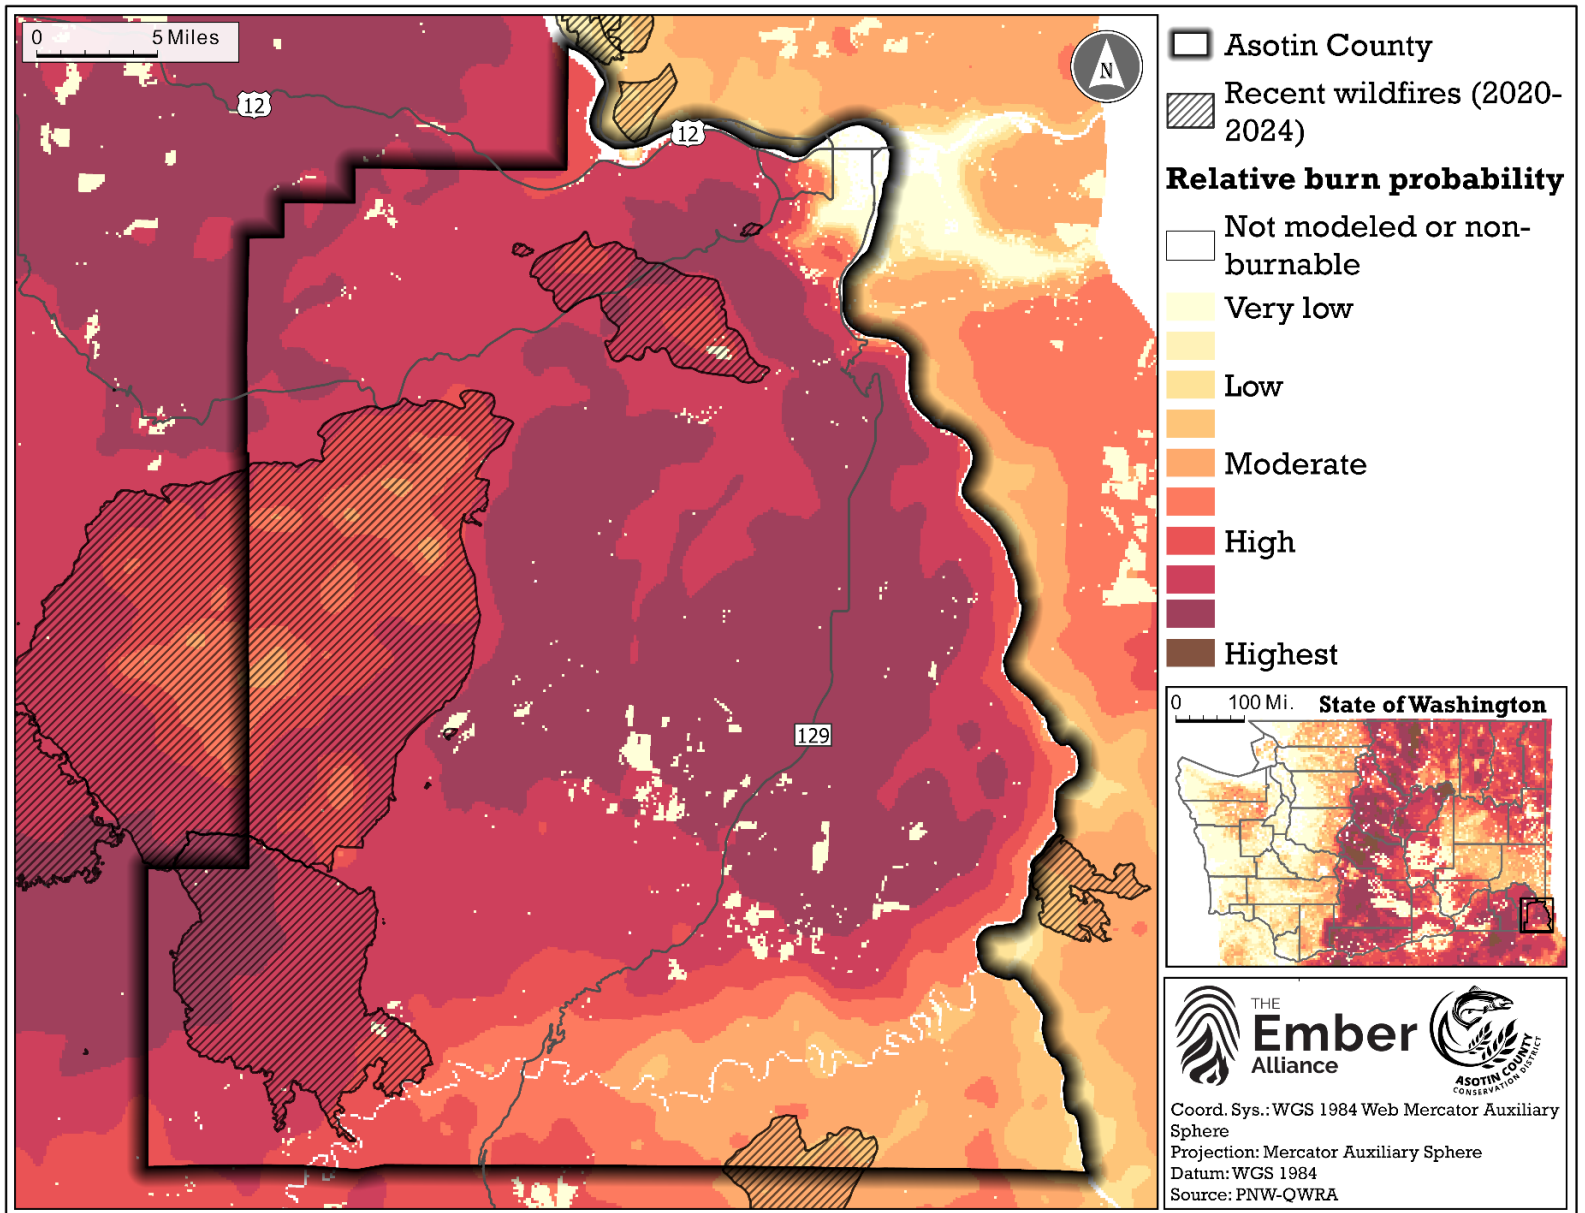 0 5 Miles
12
N
12
129
Asotin County
Recent wildfires (2020-
2024)
Relative burn probability
Not modeled or non-
burnable
Very low
Low
Moderate
High
Highest
0 100 Mi. State of Washington
THE
Ember
Alliance
ASOTIN COUNTY
CONSERVATION DISTRICT
Coord. Sys.: WGS 1984 Web Mercator Auxiliary
Sphere
Projection: Mercator Auxiliary Sphere
Datum: WGS 1984
Source: PNW-QWRA